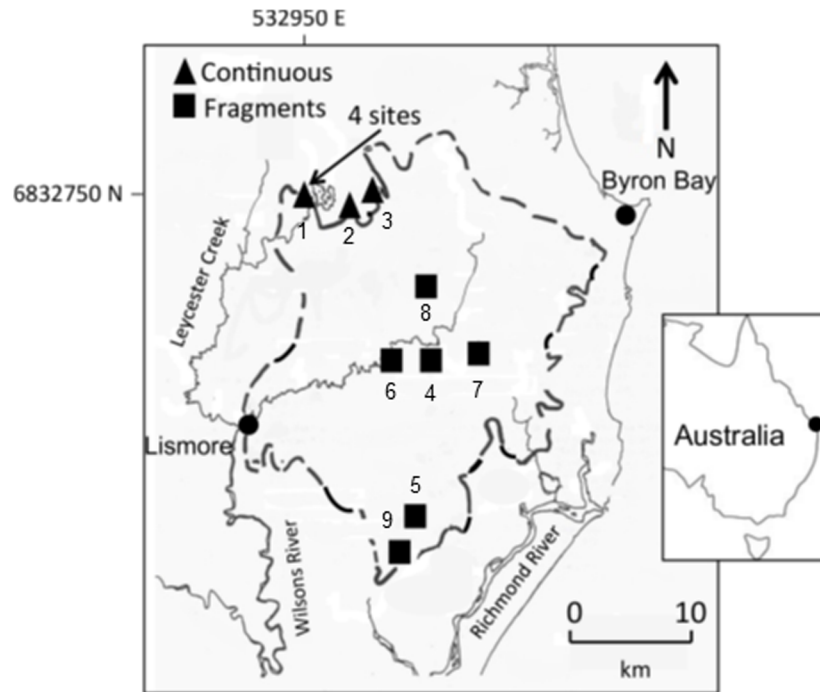 532950 E
Continuous
Fragments
4 sites
N
6832750 N
Byron Bay
1
2
3
Leycester Creek
8
6
4
7
Lismore
Australia
5
9
Wilsons River
Richmond River
0 10
km